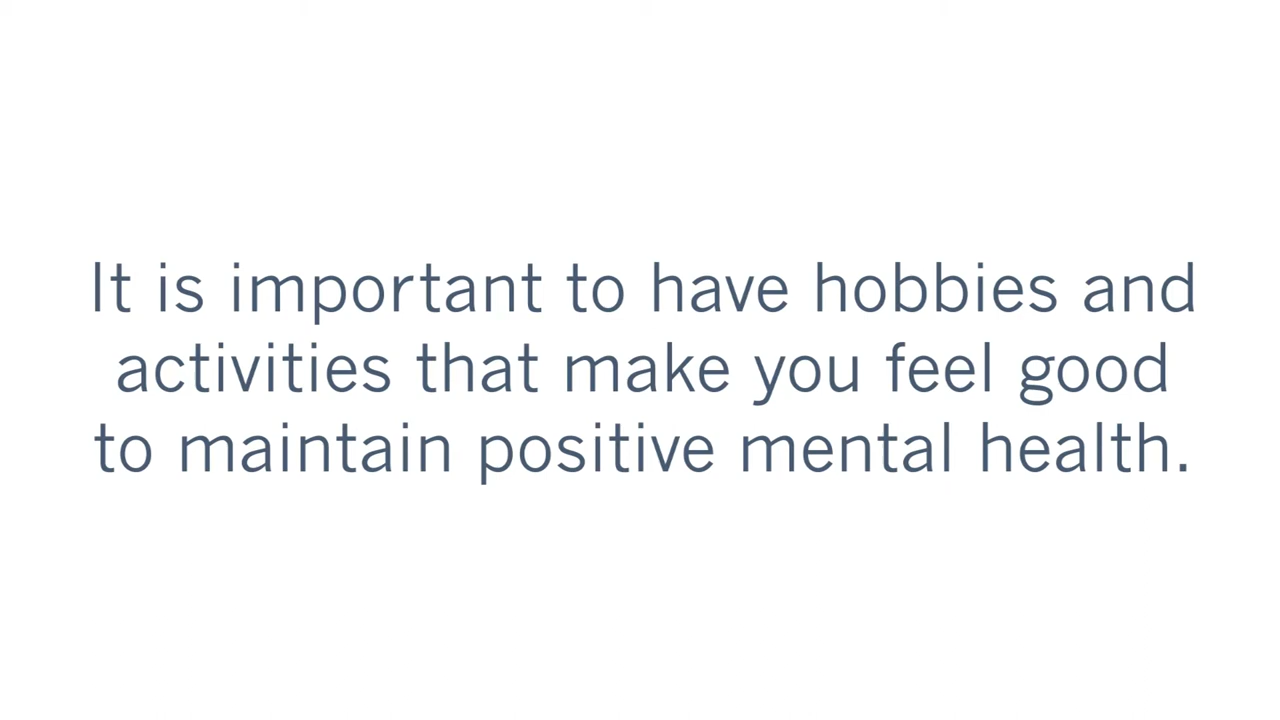 It is important to have hobbies and
activities that make you feel good
to maintain positive mental health.